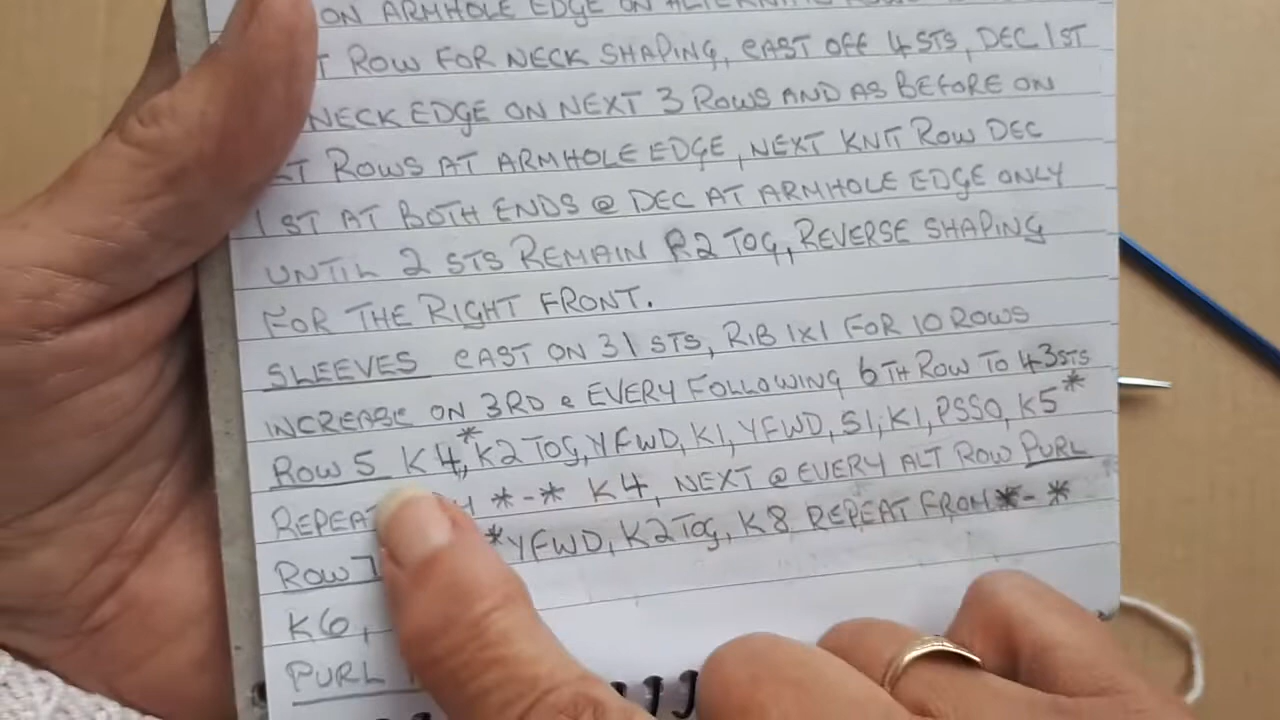 ON ARMHOLE EDGE ON
ROW FOR NECK SHAPING, CAST OFF 4 STS, DEC 1ST
NECK EDGE ON NEXT 3 ROWS AND AS BEFORE ON
ROWS AT ARMHOLE EDGE, NEXT KNIT ROW DEC
1 ST AT BOTH ENDS @ DEC AT ARMHOLE EDGE ONLY
UNTIL 2 STS REMAIN R2 TOG, REVERSE SHAPING
FOR THE RIGHT FRONT.
SLEEVES CAST ON 31 STS, RIB 1X1 FOR 10 ROWS
INCREASE ON 3RD @ EVERY FOLLOWING 6TH ROW TO 43 STS
ROW 5 K4,* K2 TOG, YFWD, K1, YFWD, S1, K1, PSSO, K5*
REPEAT *-* K4, NEXT @ EVERY ALT ROW PURL
ROW 7 *YFWD, K2 TOG, K8 REPEAT FROM *-*
K6,
PURL